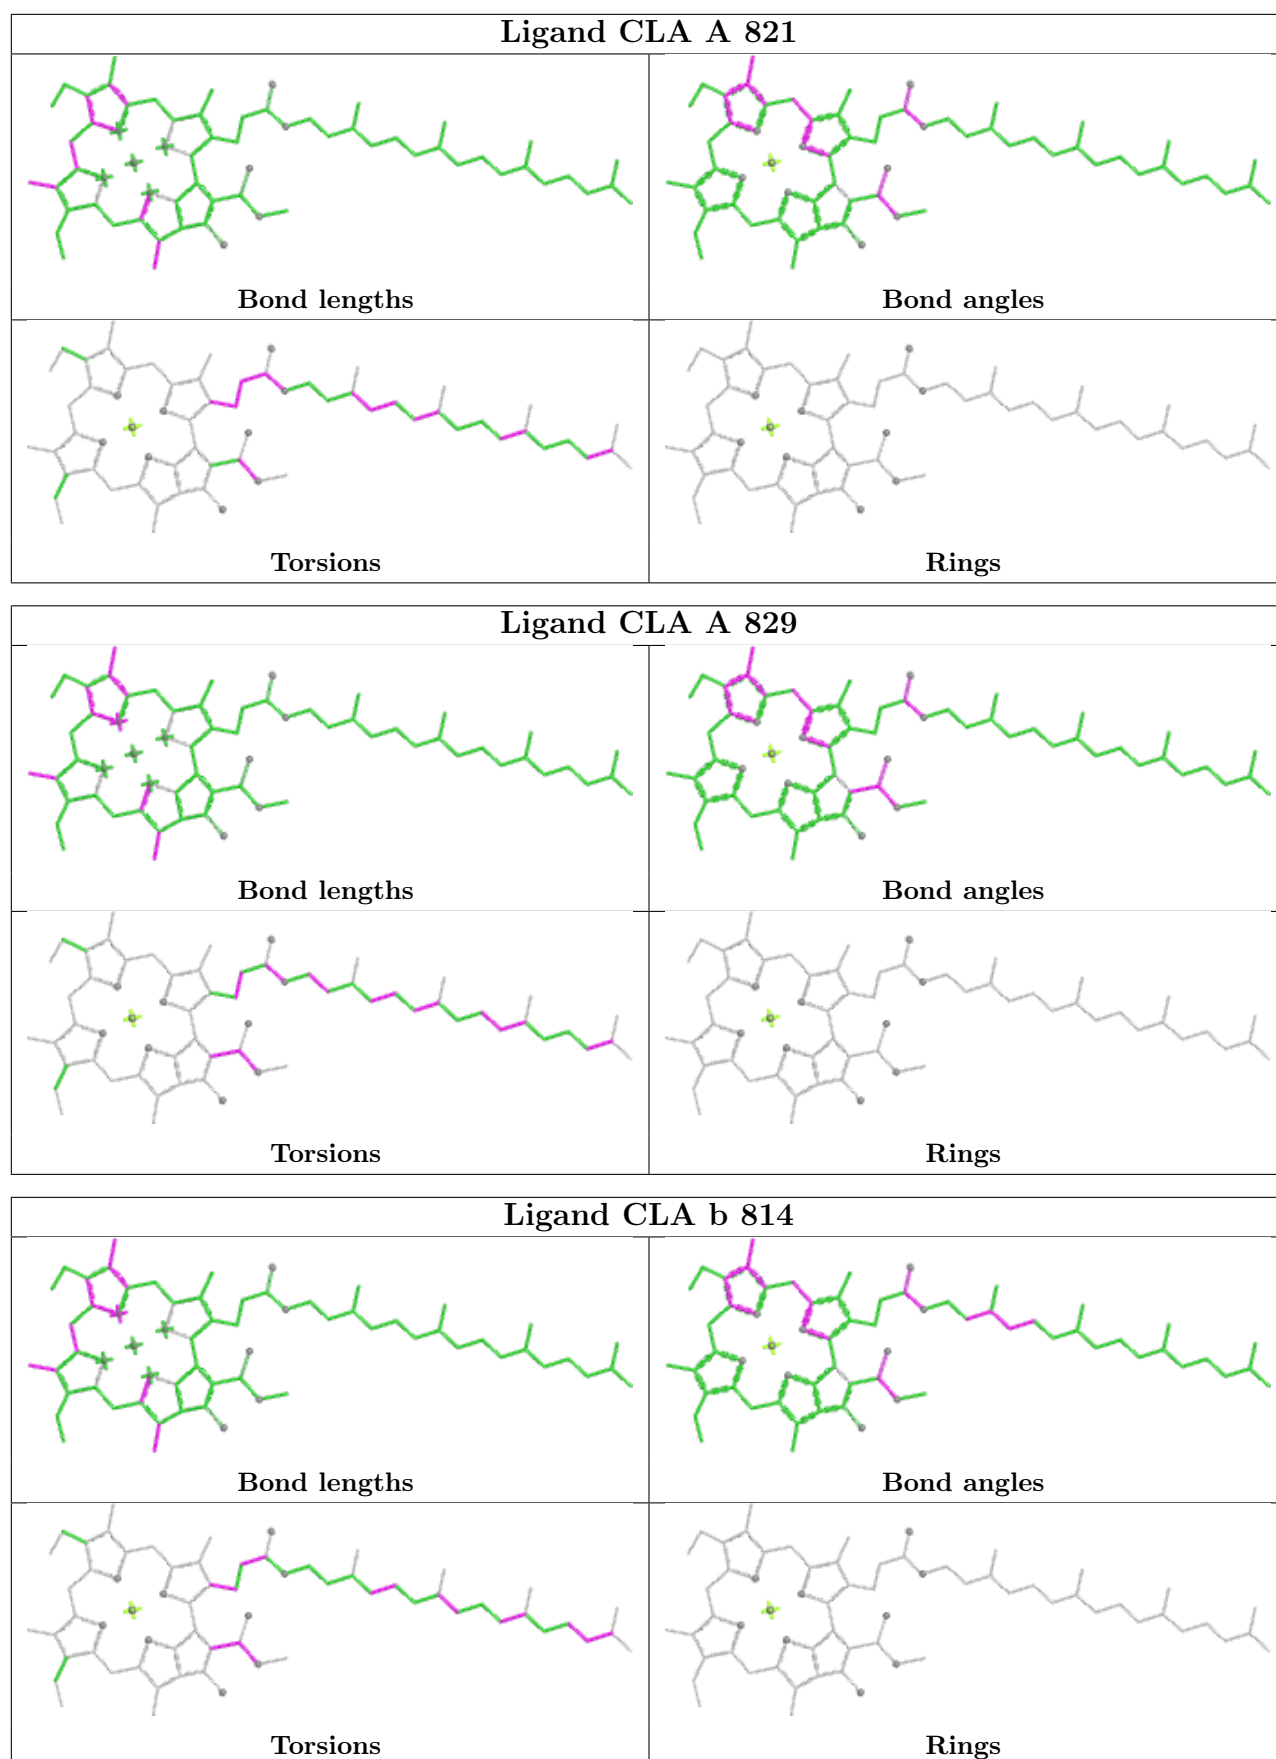 Ligand CLA A 821
Bond lengths
Bond angles
Torsions
Rings
Ligand CLA A 829
Bond lengths
Bond angles
Torsions
Rings
Ligand CLA b 814
Bond lengths
Bond angles
Torsions
Rings